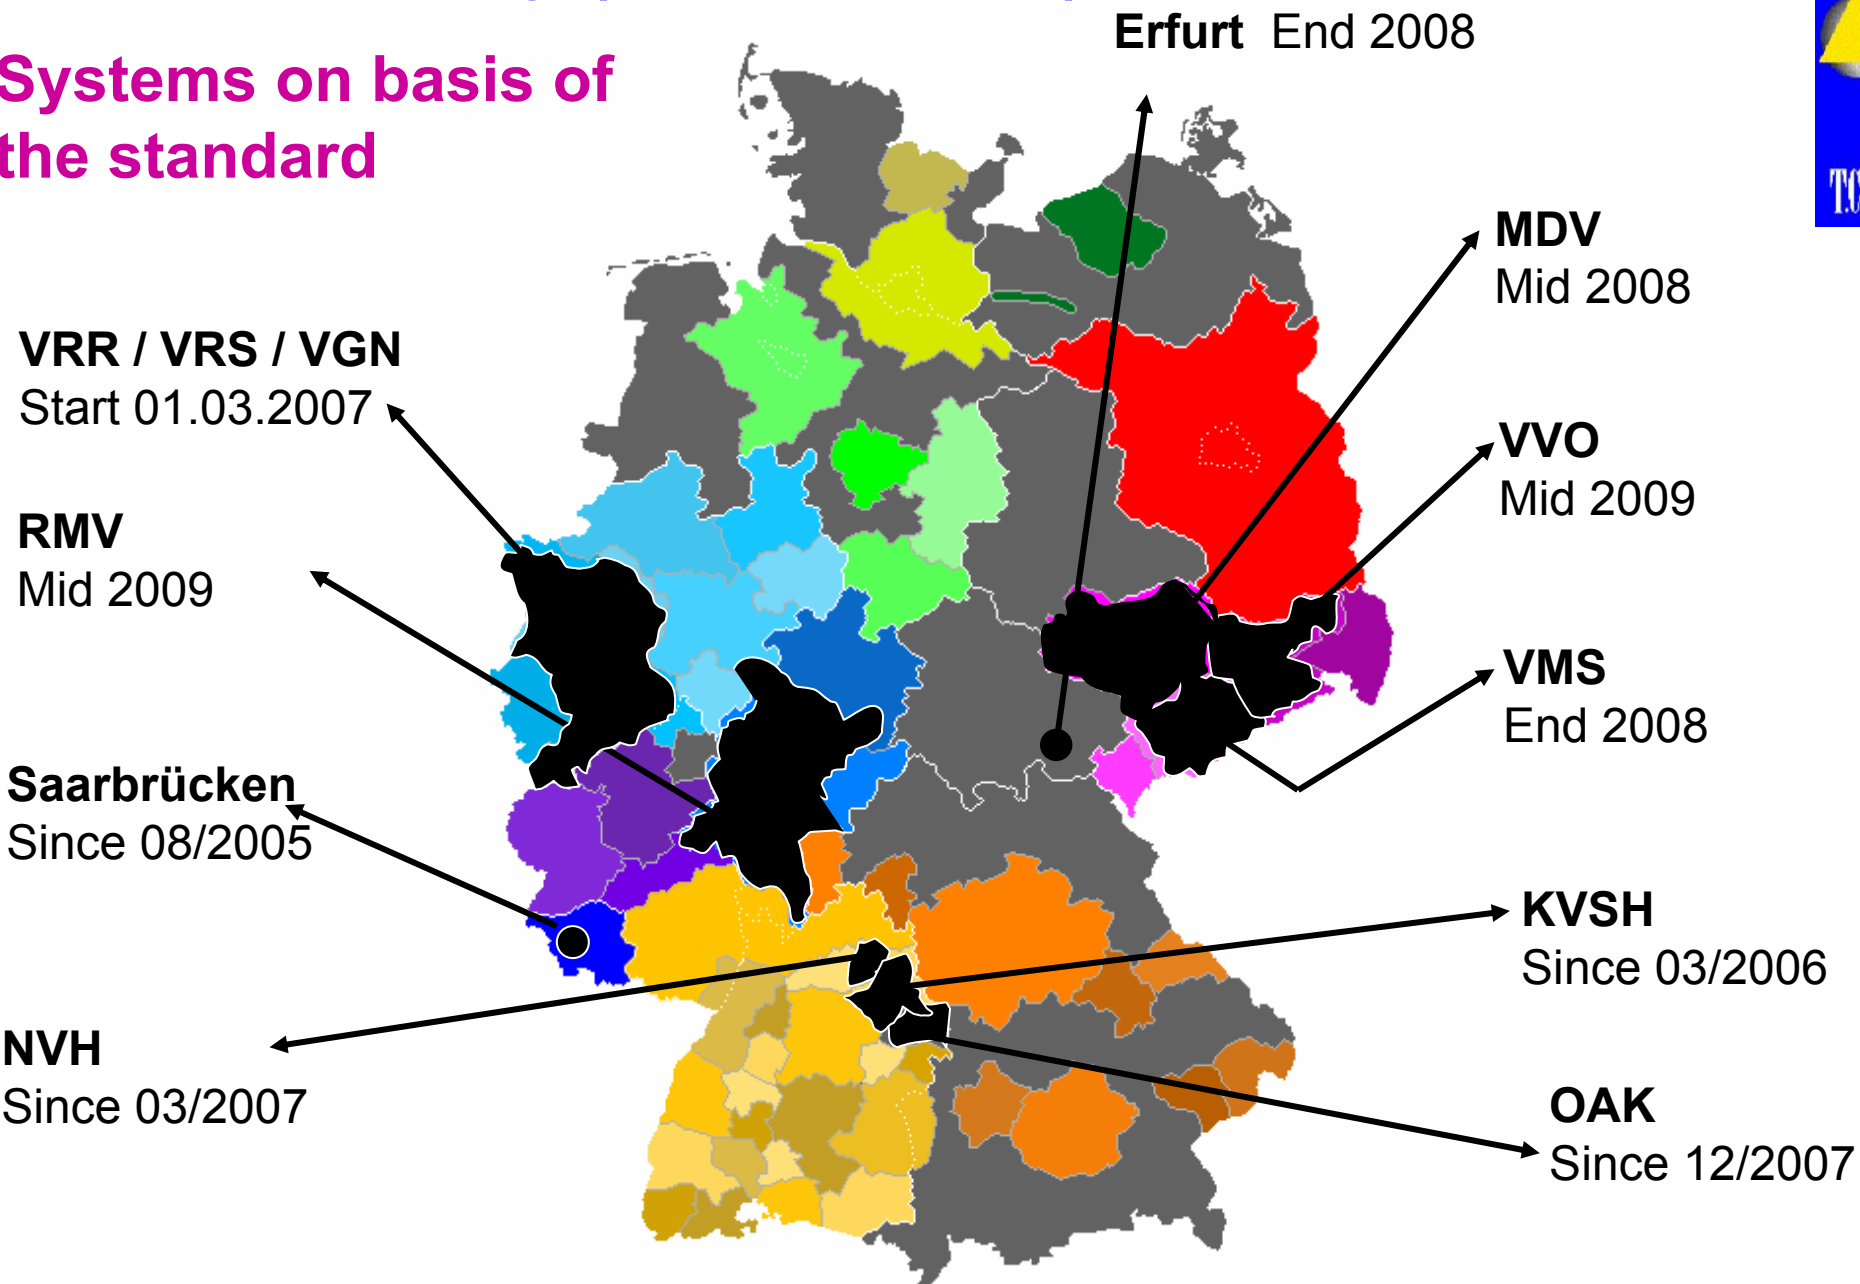 Erfurt End 2008
Systems on basis of
the standard
MDV
Mid 2008
VRR / VRS / VGN
Start 01.03.2007
VVO
Mid 2009
RMV
Mid 2009
VMS
End 2008
Saarbrücken
Since 08/2005
KVSH
Since 03/2006
NVH
Since 03/2007
OAK
Since 12/2007